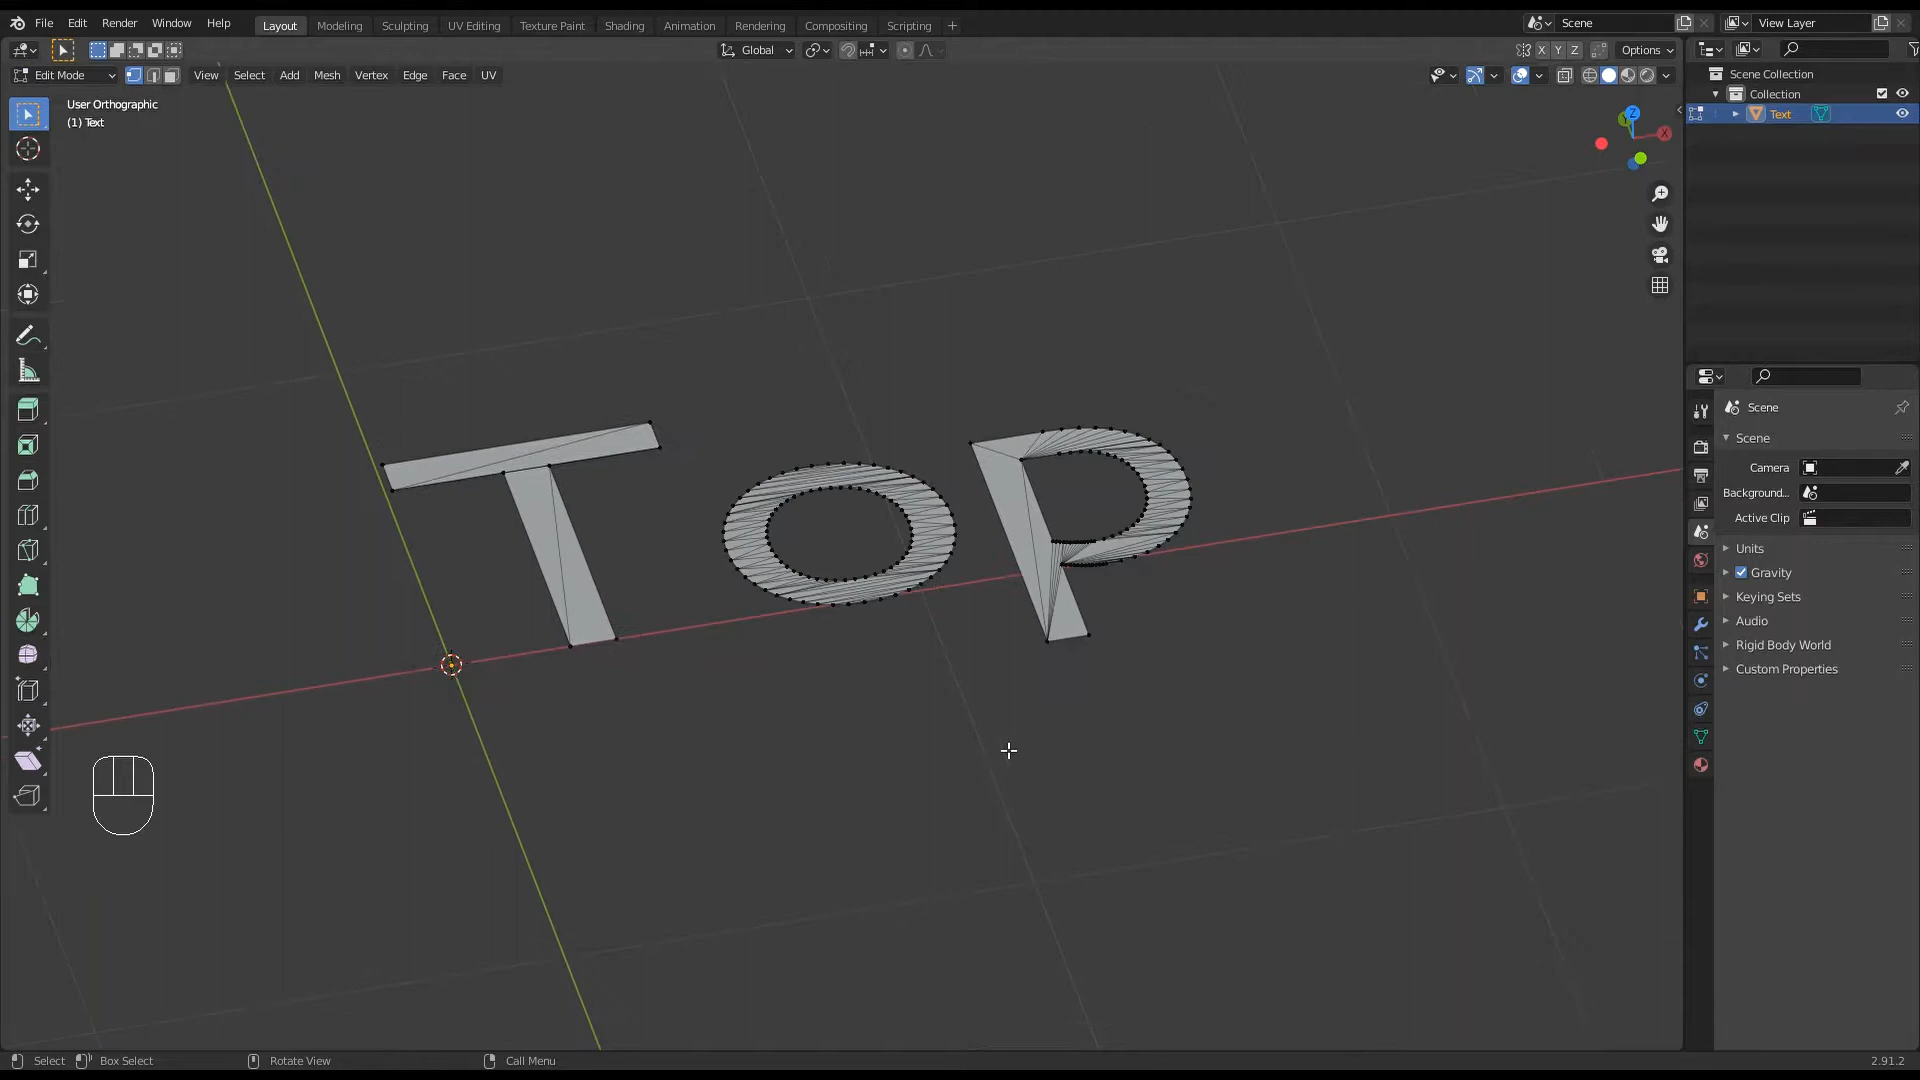 File Edit Render Window Help Layout Modeling Sculpting UV Editing Texture Paint Shading Animation Rendering Compositing Scripting + Scene View Layer
Global X Y Z Options
Edit Mode View Select Add Mesh Vertex Edge Face UV
User Orthographic
(1) Text
Scene Collection
Collection
Text
Z
Y
X
TOP
Scene
Scene
Camera
Background...
Active Clip
Units
Gravity
Keying Sets
Audio
Rigid Body World
Custom Properties
Select Box Select Rotate View Call Menu 2.91.2